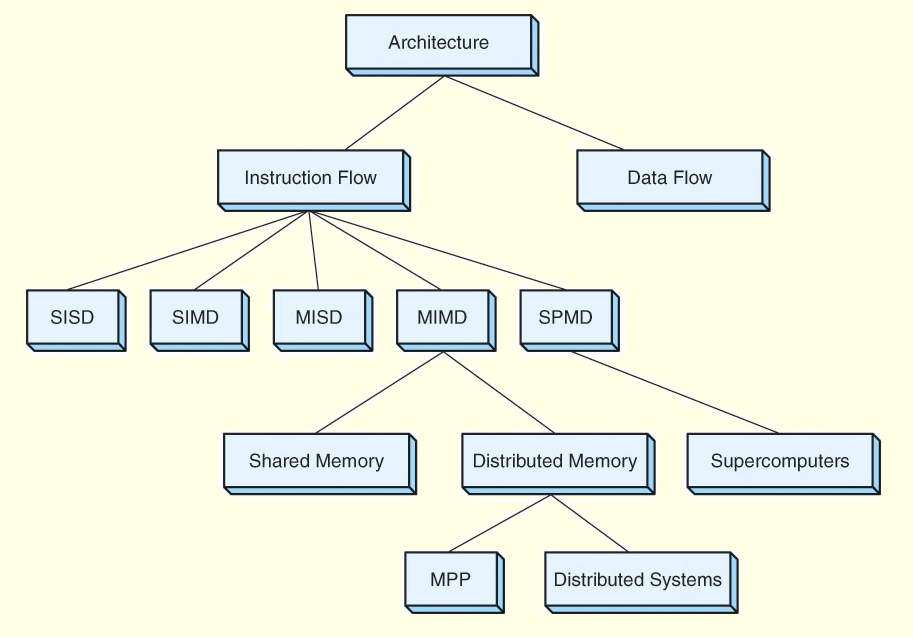 Architecture
Instruction Flow
Data Flow
SISD
SIMD
MISD
MIMD
SPMD
Shared Memory
Distributed Memory
Supercomputers
MPP
Distributed Systems